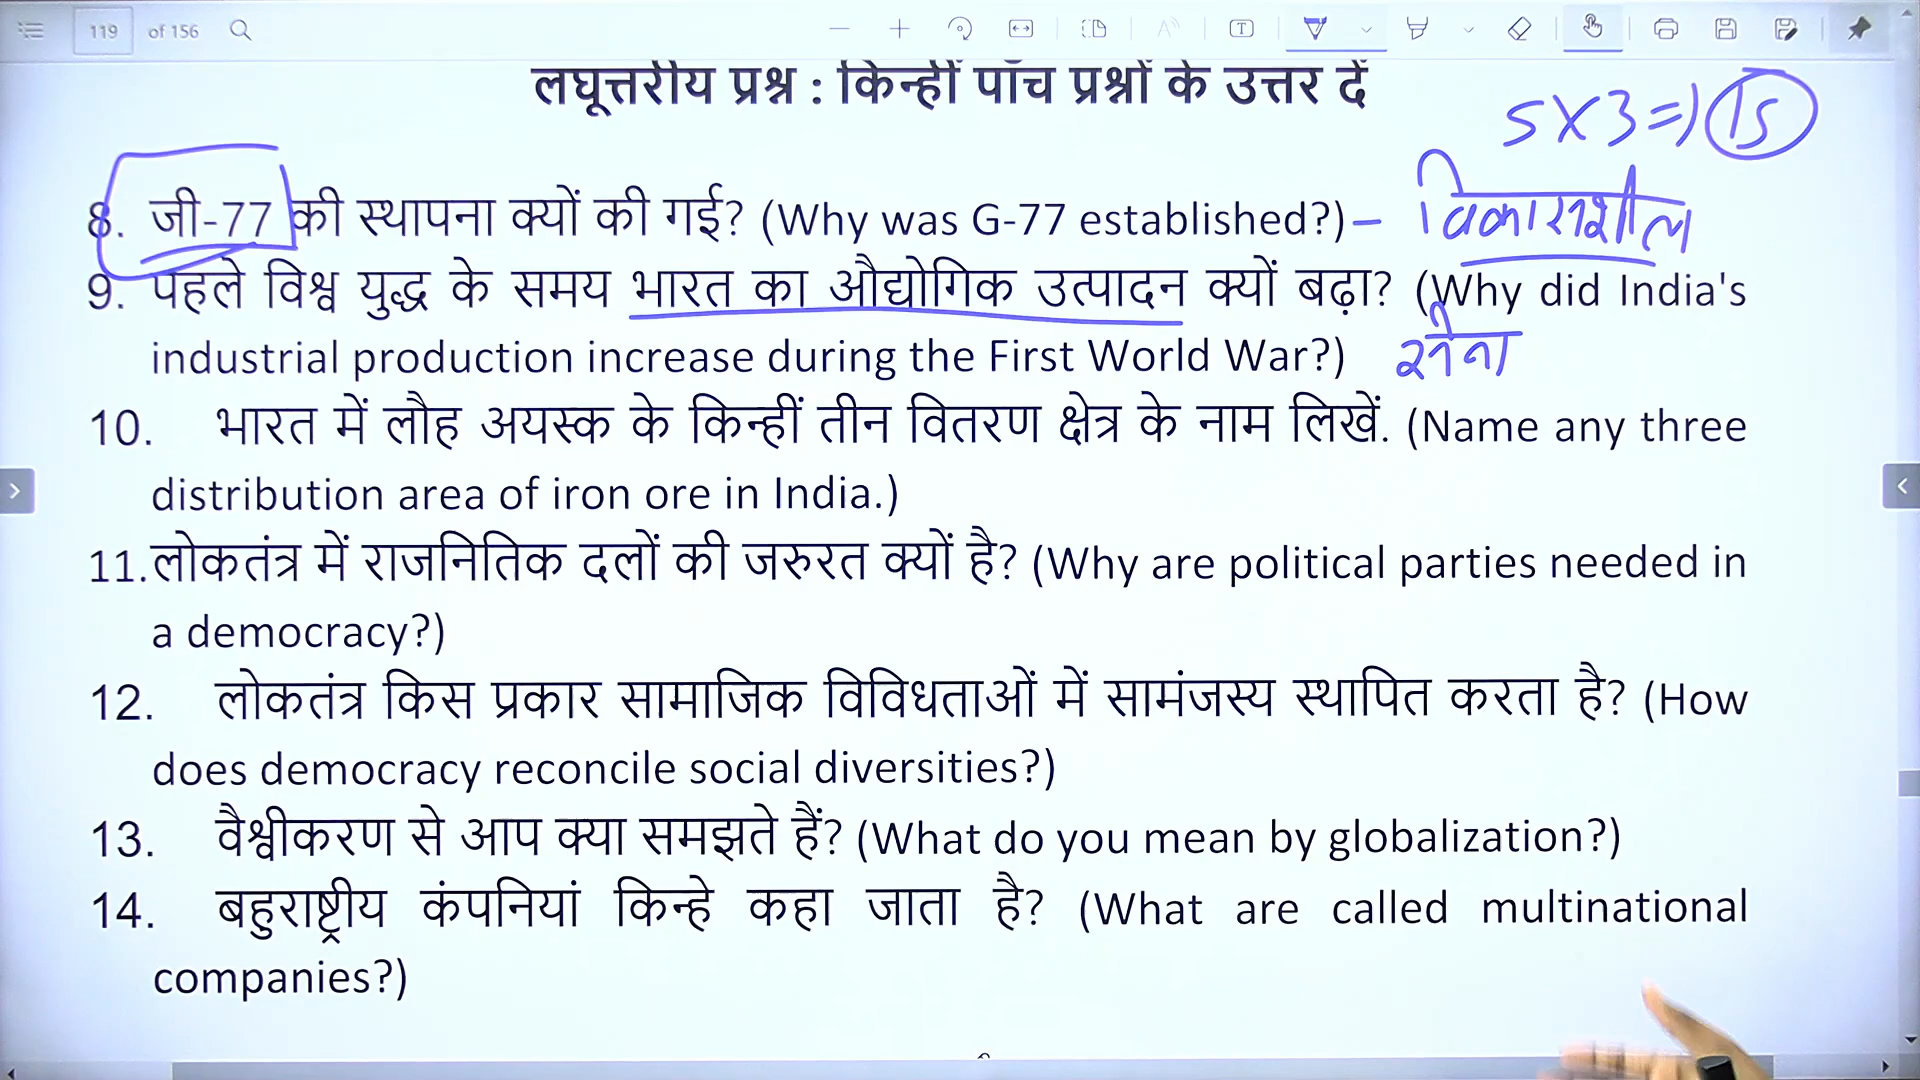 119 of 156
लघूत्तरीय प्रश्न : किन्हीं पाँच प्रश्नों के उत्तर दें
5 X 3 => 15
8. जी-77 की स्थापना क्यों की गई? (Why was G-77 established?) – विकासशील
9. पहले विश्व युद्ध के समय भारत का औद्योगिक उत्पादन क्यों बढ़ा? (Why did India's
industrial production increase during the First World War?) सेना
10. भारत में लौह अयस्क के किन्हीं तीन वितरण क्षेत्र के नाम लिखें. (Name any three
distribution area of iron ore in India.)
11. लोकतंत्र में राजनितिक दलों की जरुरत क्यों है? (Why are political parties needed in
a democracy?)
12. लोकतंत्र किस प्रकार सामाजिक विविधताओं में सामंजस्य स्थापित करता है? (How
does democracy reconcile social diversities?)
13. वैश्वीकरण से आप क्या समझते हैं? (What do you mean by globalization?)
14. बहुराष्ट्रीय कंपनियां किन्हे कहा जाता है? (What are called multinational
companies?)